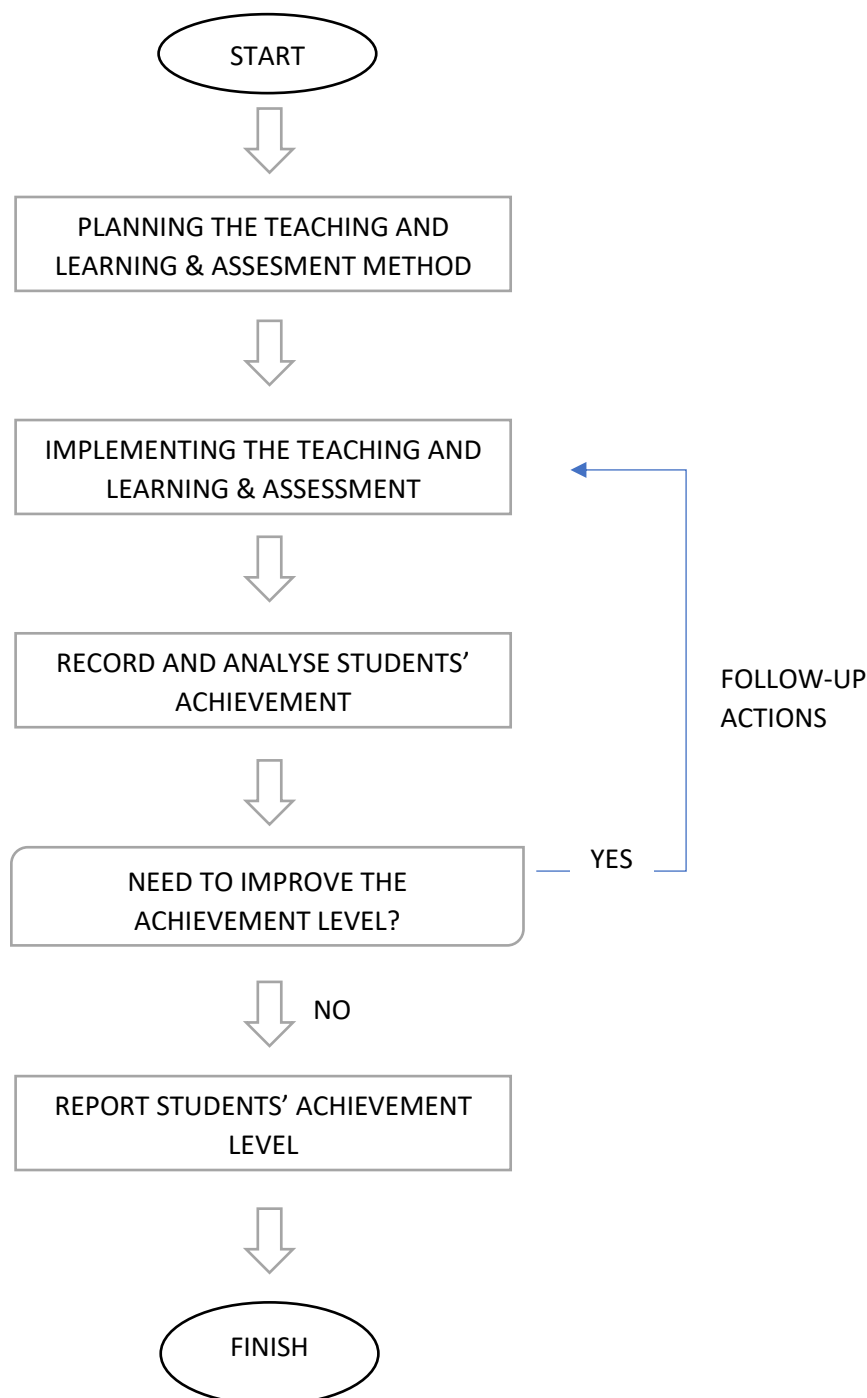 START
PLANNING THE TEACHING AND
LEARNING & ASSESMENT METHOD
IMPLEMENTING THE TEACHING AND
LEARNING & ASSESSMENT
RECORD AND ANALYSE STUDENTS’
ACHIEVEMENT
FOLLOW-UP
ACTIONS
NEED TO IMPROVE THE
ACHIEVEMENT LEVEL?
YES
NO
REPORT STUDENTS’ ACHIEVEMENT
LEVEL
FINISH